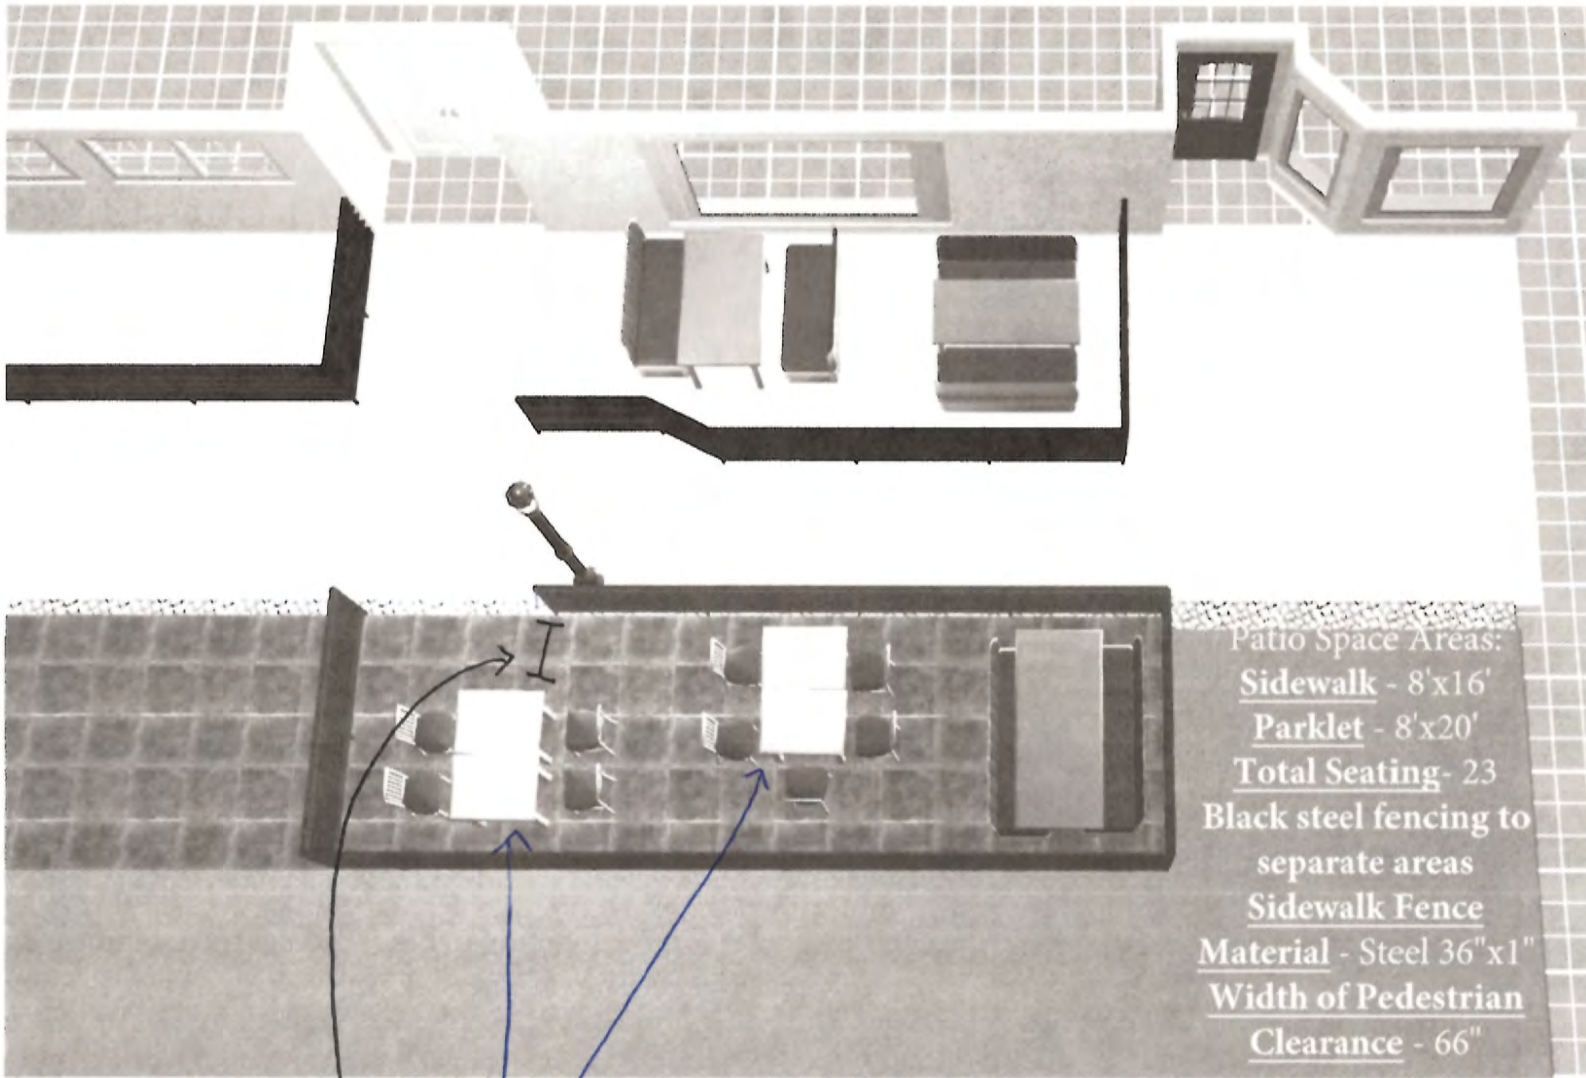 Patio Space Areas:
Sidewalk - 8'x16'
Parklet - 8'x20'
Total Seating- 23
Black steel fencing to
separate areas
Sidewalk Fence
Material - Steel 36"x1"
Width of Pedestrian
Clearance - 66"